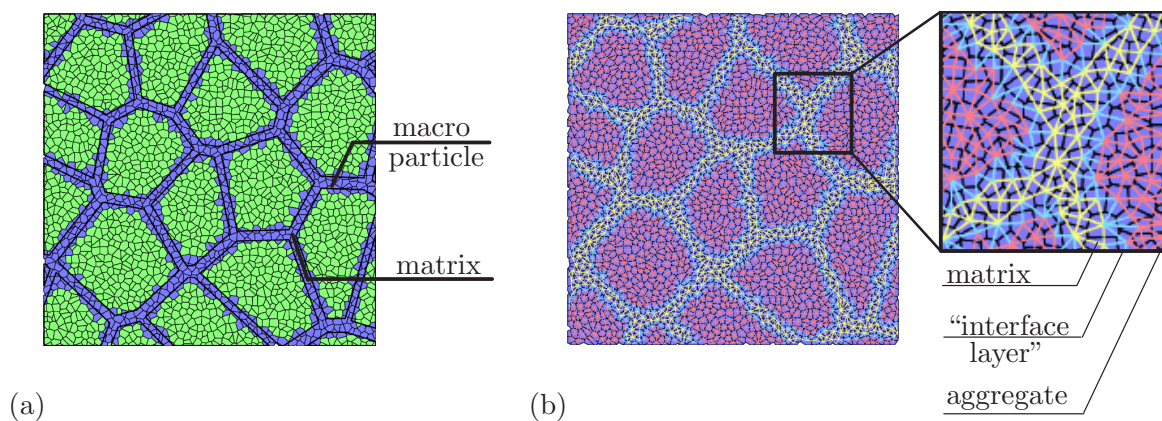 macro
particle
matrix
(a)
matrix
“interface
layer”
aggregate
(b)